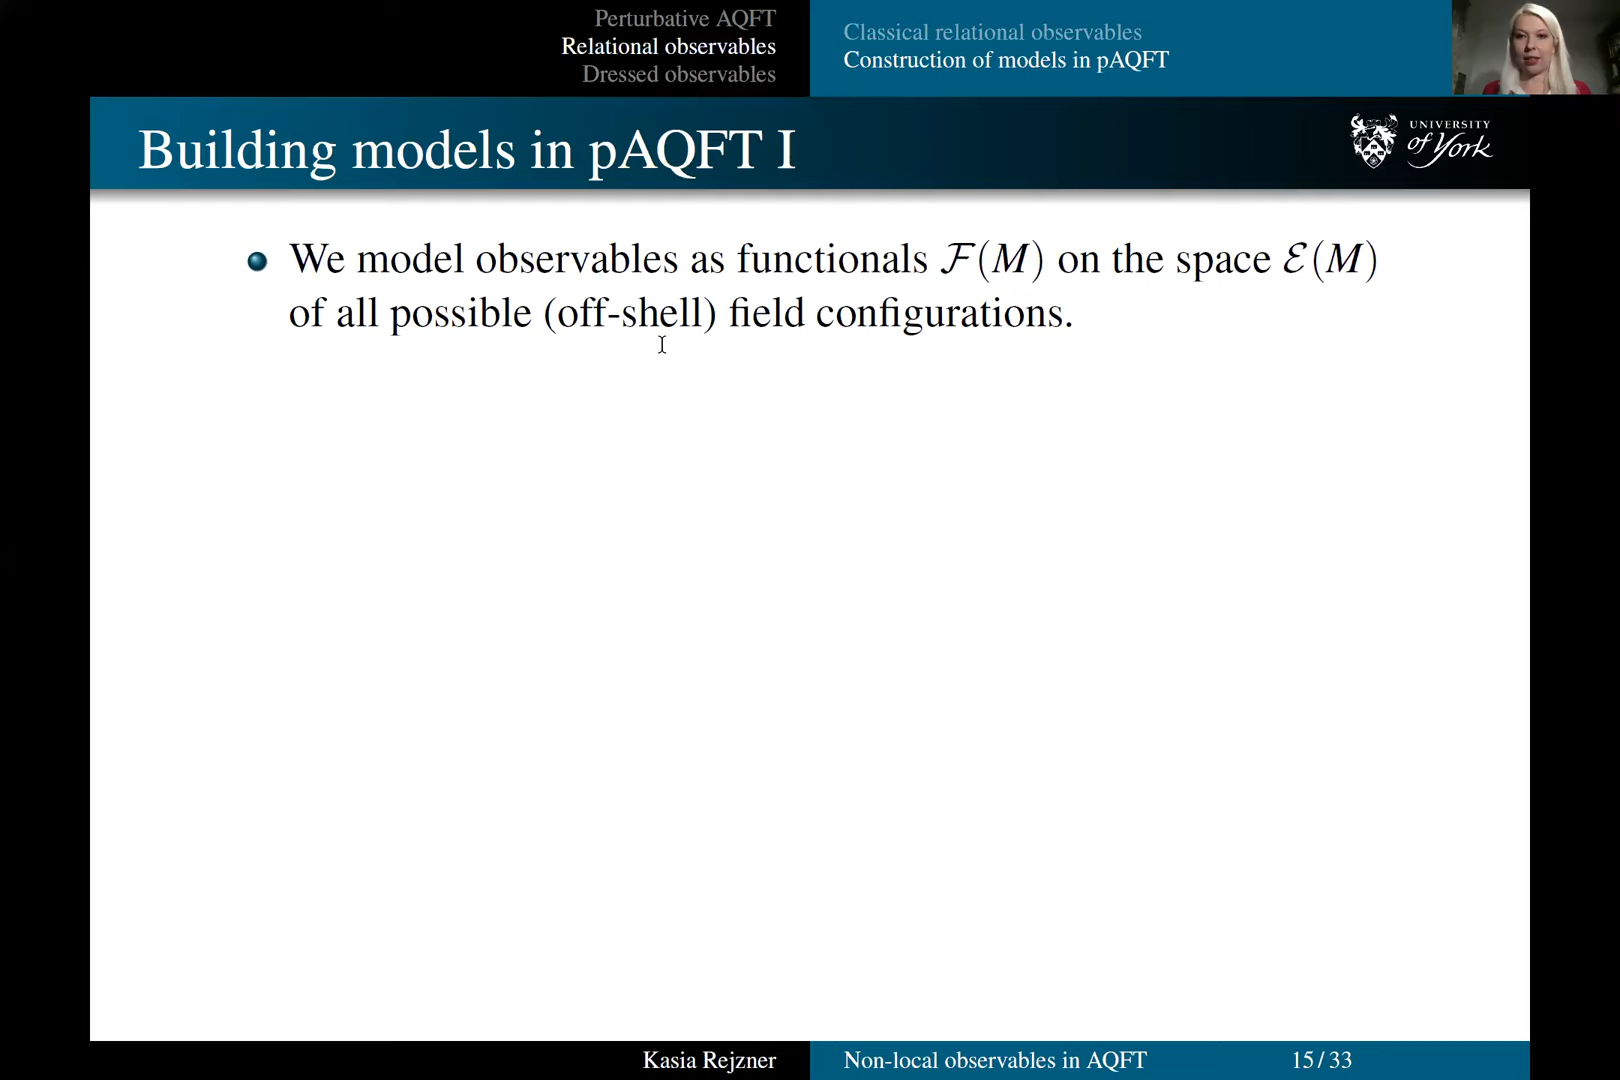 Perturbative AQFT
Relational observables
Dressed observables
Classical relational observables
Construction of models in pAQFT
Building models in pAQFT I
UNIVERSITY
of York
We model observables as functionals ℱ(M) on the space ℰ(M)
of all possible (off-shell) field configurations.
Kasia Rejzner
Non-local observables in AQFT
15 / 33